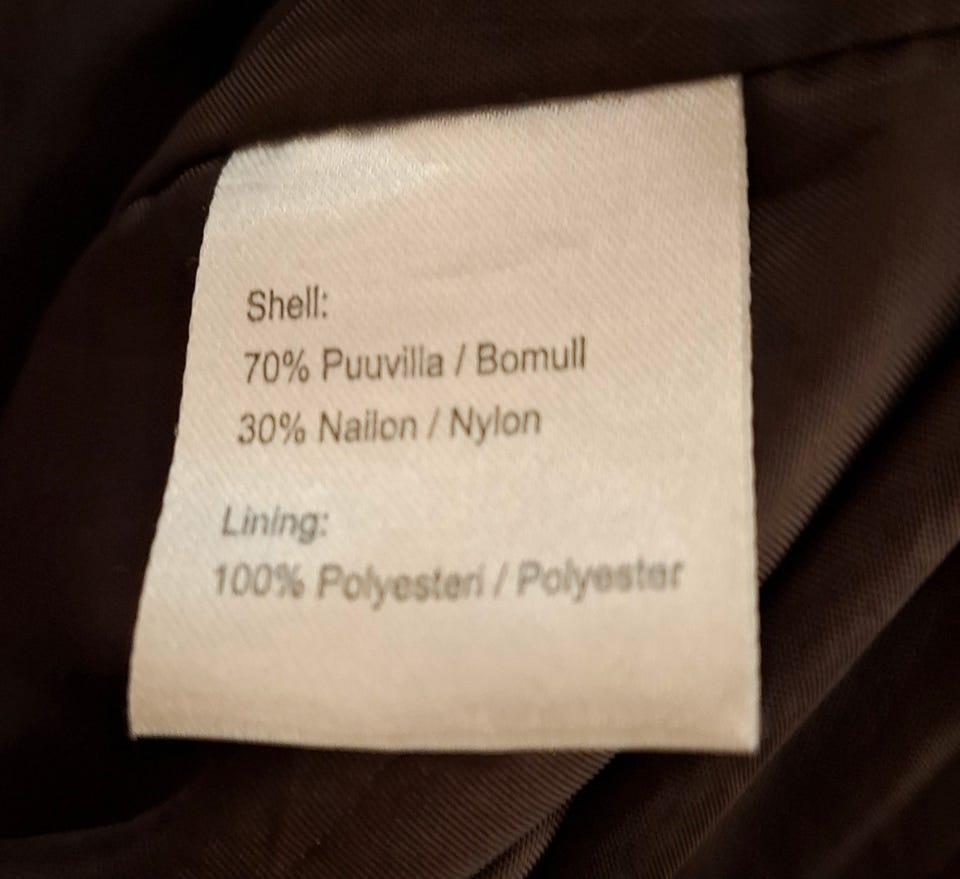 Shell:
70% Puuvilla / Bomull
30% Nailon / Nylon
Lining:
100% Polyesteri / Polyester